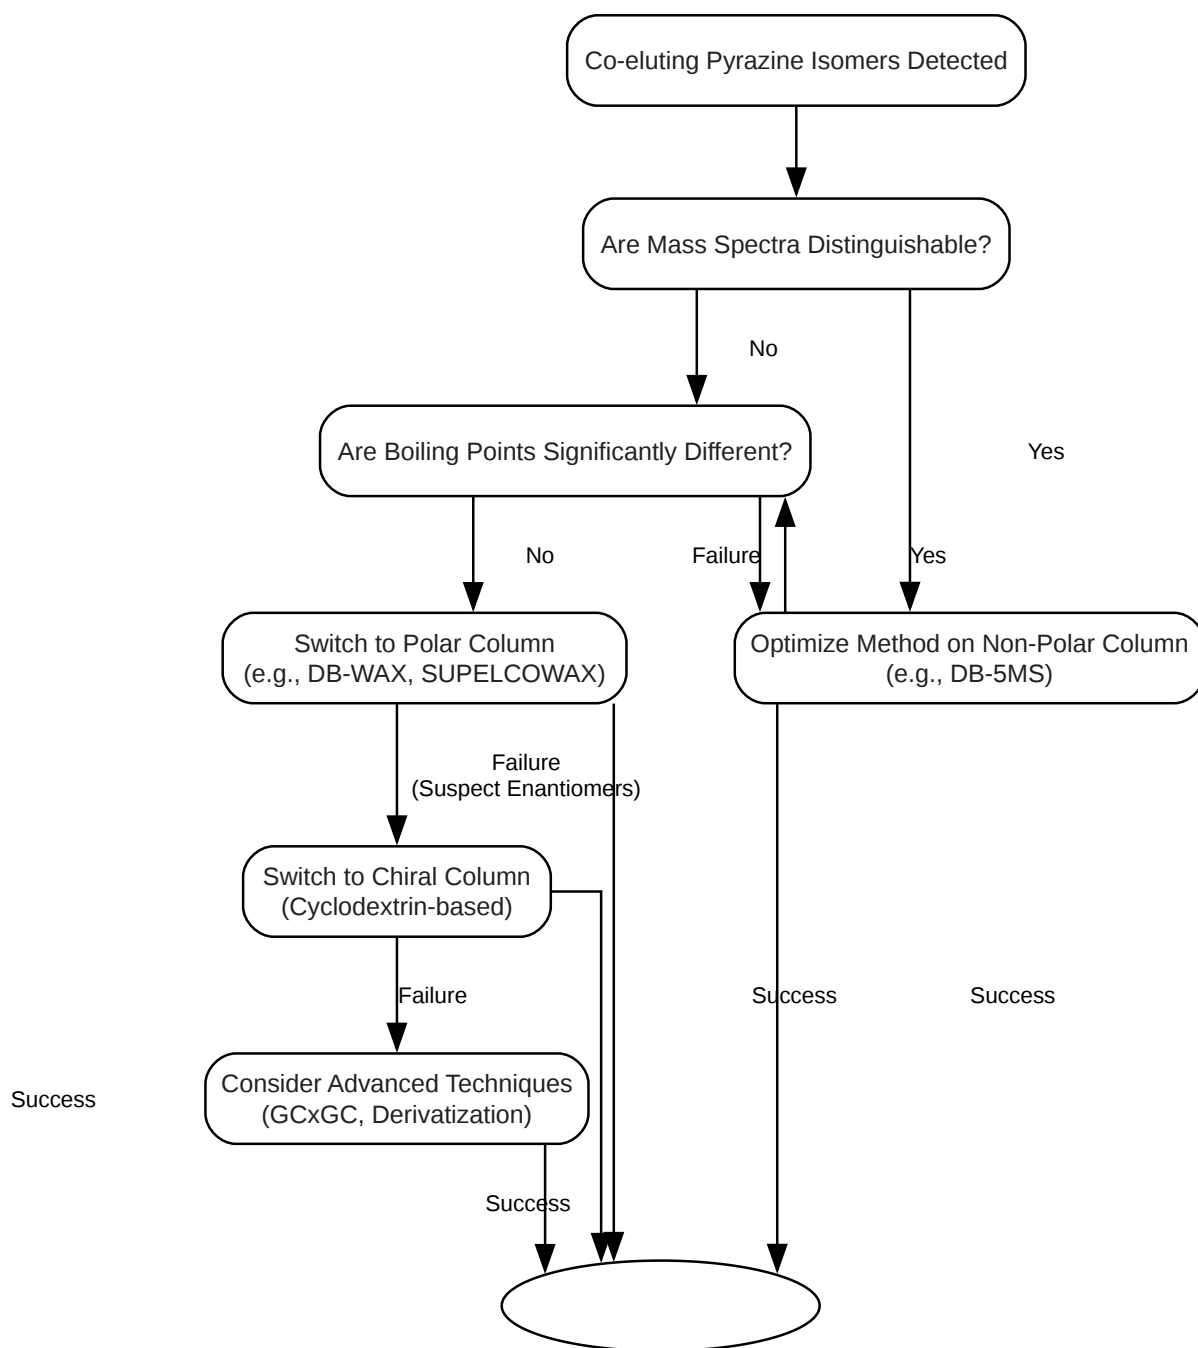 Co-eluting Pyrazine Isomers Detected
Are Mass Spectra Distinguishable?
No
Are Boiling Points Significantly Different?
Yes
No
Failure
Yes
Switch to Polar Column
(e.g., DB-WAX, SUPELCOWAX)
Optimize Method on Non-Polar Column
(e.g., DB-5MS)
Failure
(Suspect Enantiomers)
Switch to Chiral Column
(Cyclodextrin-based)
Failure
Success
Success
Consider Advanced Techniques
(GCxGC, Derivatization)
Success
Success